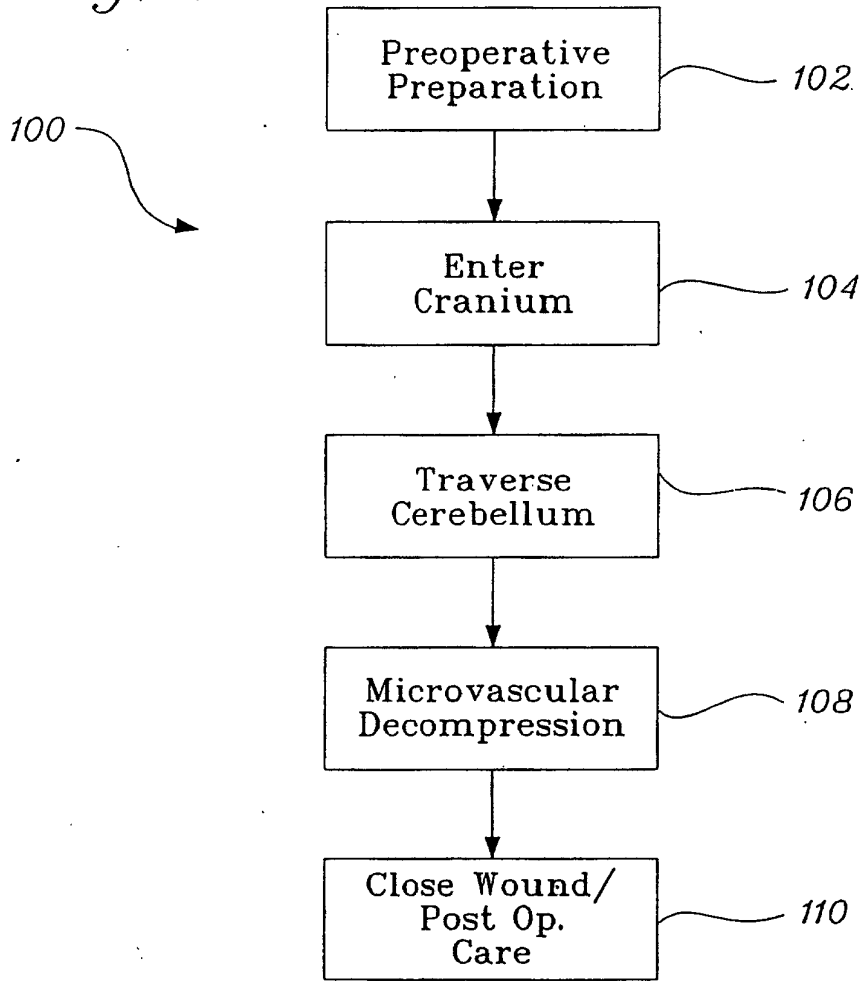 Preoperative
Preparation
102
100
Enter
Cranium
104
Traverse
Cerebellum
106
Microvascular
Decompression
108
Close Wound/
Post Op.
Care
110